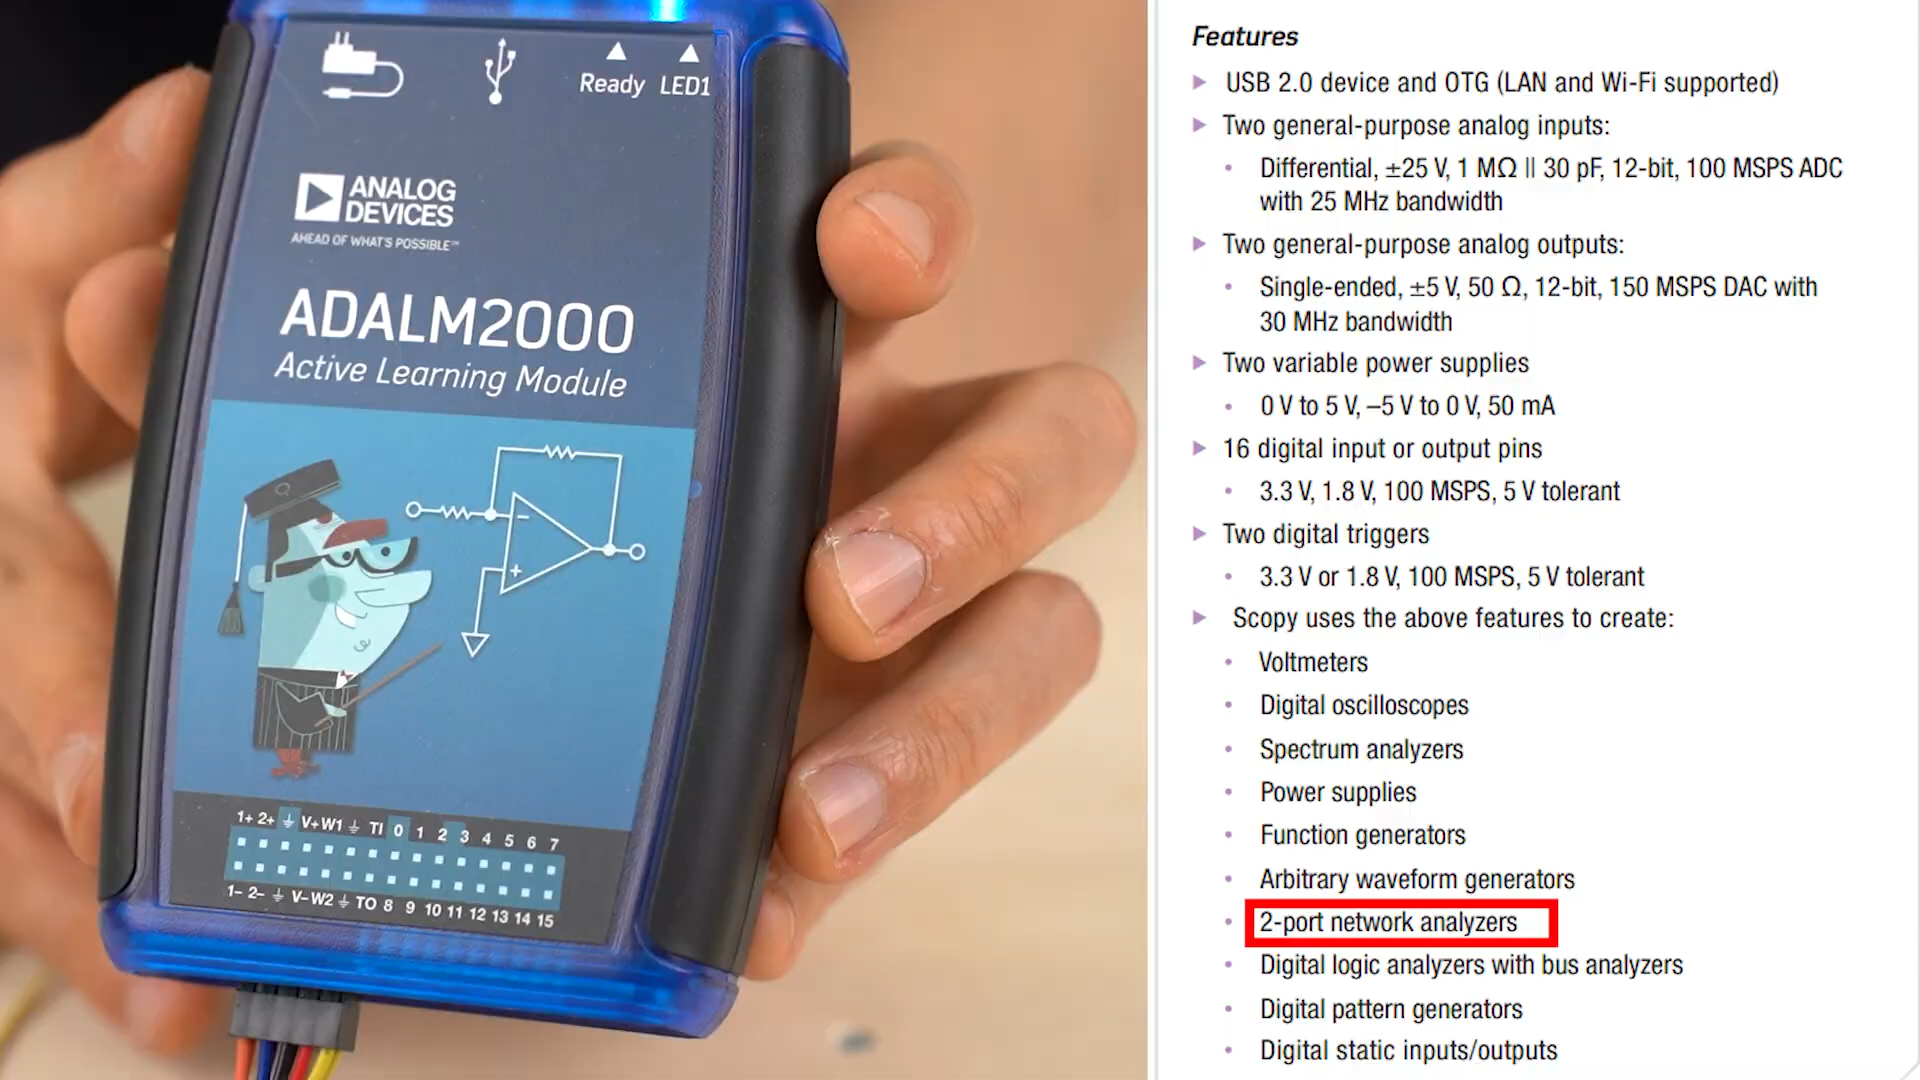 Ready LED1
ANALOG
DEVICES
AHEAD OF WHAT'S POSSIBLE™
ADALM2000
Active Learning Module
−
+
1+ 2+ ⏚ V+ W1 ⏚ TI 0 1 2 3 4 5 6 7
1− 2− ⏚ V− W2 ⏚ TO 8 9 10 11 12 13 14 15
Features
▶ USB 2.0 device and OTG (LAN and Wi-Fi supported)
▶ Two general-purpose analog inputs:
• Differential, ±25 V, 1 MΩ || 30 pF, 12-bit, 100 MSPS ADC
with 25 MHz bandwidth
▶ Two general-purpose analog outputs:
• Single-ended, ±5 V, 50 Ω, 12-bit, 150 MSPS DAC with
30 MHz bandwidth
▶ Two variable power supplies
• 0 V to 5 V, –5 V to 0 V, 50 mA
▶ 16 digital input or output pins
• 3.3 V, 1.8 V, 100 MSPS, 5 V tolerant
▶ Two digital triggers
• 3.3 V or 1.8 V, 100 MSPS, 5 V tolerant
▶ Scopy uses the above features to create:
• Voltmeters
• Digital oscilloscopes
• Spectrum analyzers
• Power supplies
• Function generators
• Arbitrary waveform generators
• 2-port network analyzers
• Digital logic analyzers with bus analyzers
• Digital pattern generators
• Digital static inputs/outputs